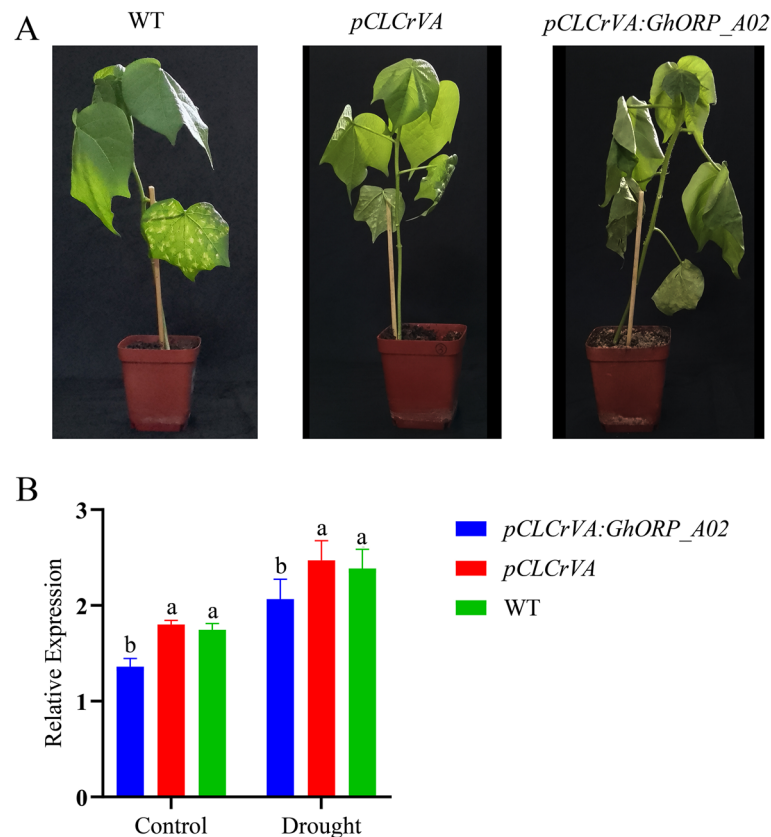 A
WT
pCLCrVA
pCLCrVA:GhORP_A02
B
Relative Expression
3
2
1
0
b
a
a
b
a
a
Control
Drought
pCLCrVA:GhORP_A02
pCLCrVA
WT